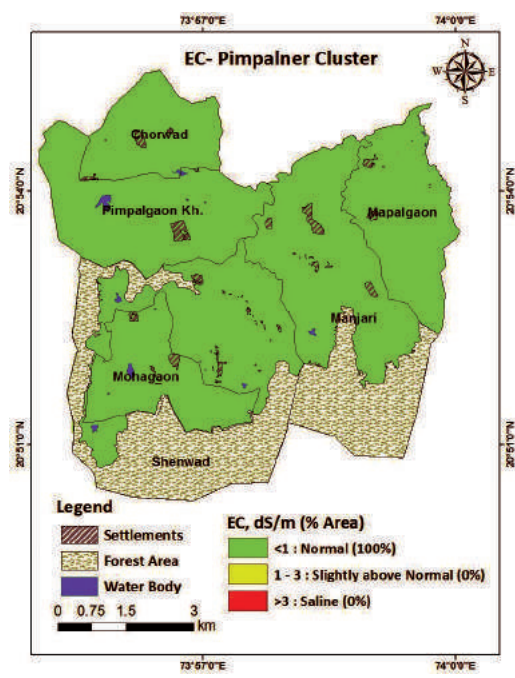 73°57'0"E 74°0'0"E
EC- Pimpalner Cluster
N
W E
S
Chorwad
20°54'0"N 20°54'0"N
Pimpalgaon Kh. Mapalgaon
Manjari
Mohagaon
20°51'0"N 20°51'0"N
Shenwad
Legend
Settlements
Forest Area
Water Body
0 0.75 1.5 3
km
EC, dS/m (% Area)
<1 : Normal (100%)
1 - 3 : Slightly above Normal (0%)
>3 : Saline (0%)
73°57'0"E 74°0'0"E